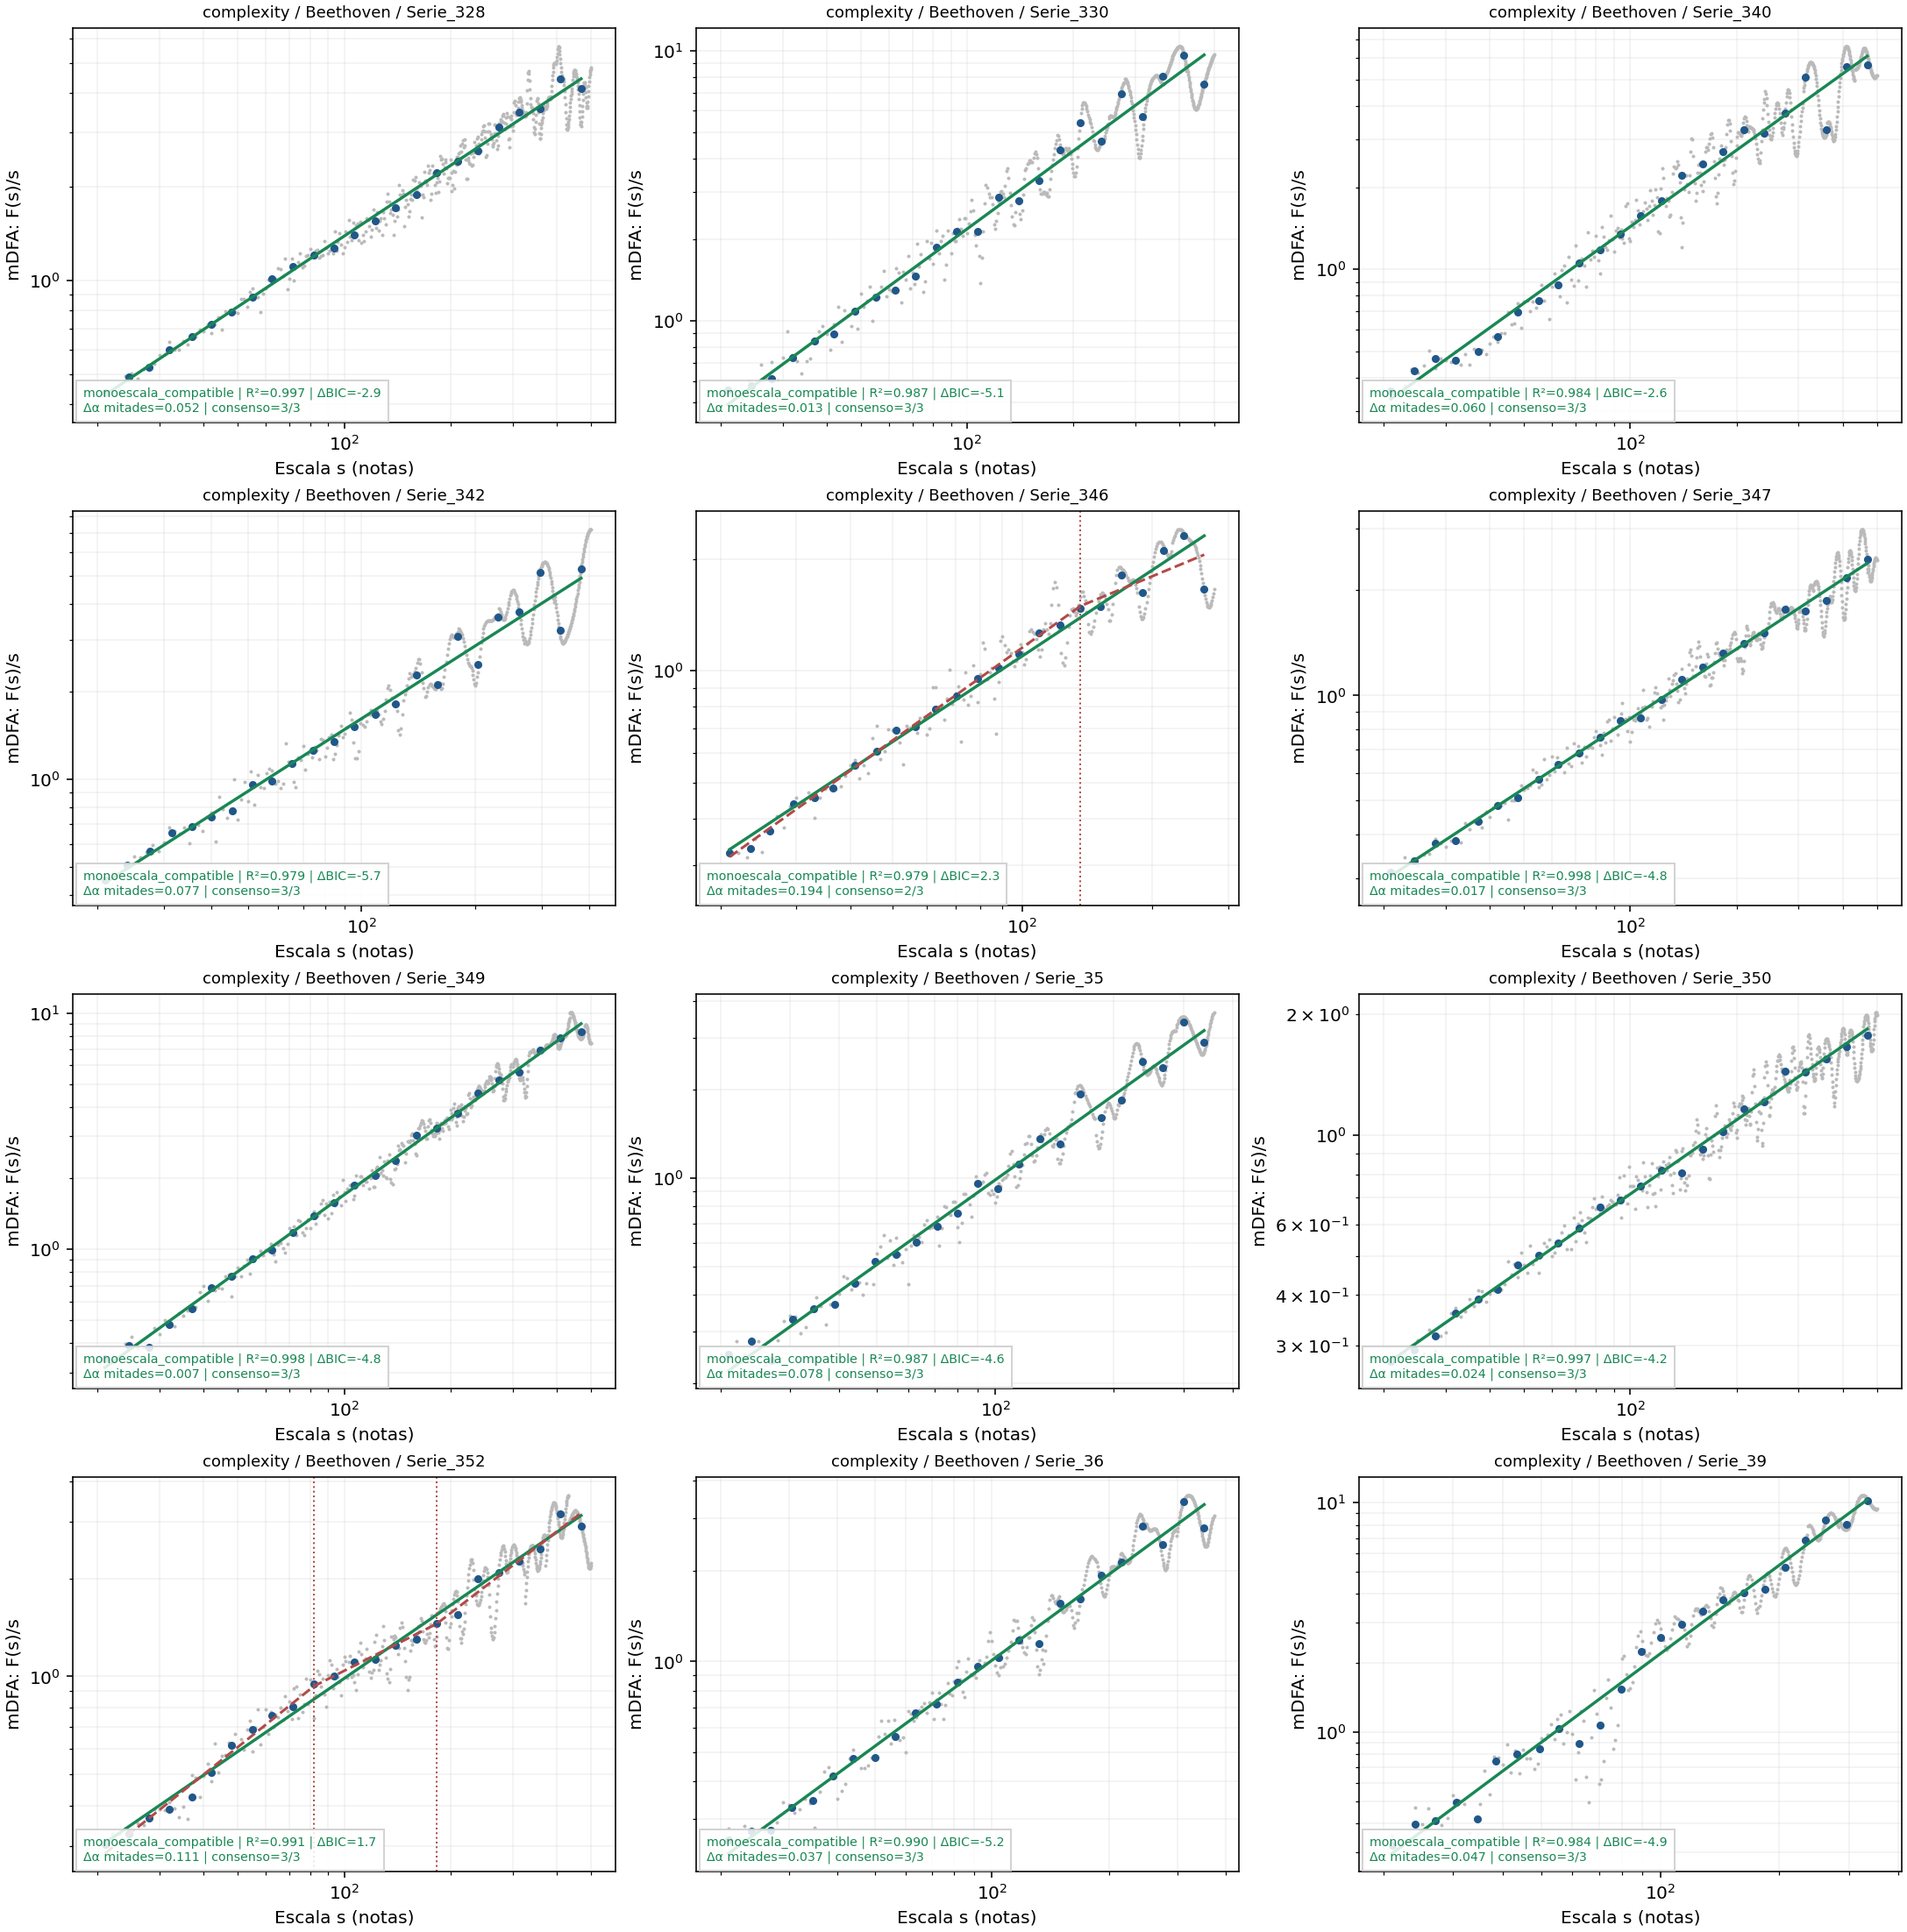 complexity / Beethoven / Serie_328
mDFA: F(s)/s
10⁰
monoescala_compatible | R²=0.997 | ΔBIC=-2.9
Δα mitades=0.052 | consenso=3/3
10²
Escala s (notas)
complexity / Beethoven / Serie_330
mDFA: F(s)/s
10¹
10⁰
monoescala_compatible | R²=0.987 | ΔBIC=-5.1
Δα mitades=0.013 | consenso=3/3
10²
Escala s (notas)
complexity / Beethoven / Serie_340
mDFA: F(s)/s
10⁰
monoescala_compatible | R²=0.984 | ΔBIC=-2.6
Δα mitades=0.060 | consenso=3/3
10²
Escala s (notas)
complexity / Beethoven / Serie_342
mDFA: F(s)/s
10⁰
monoescala_compatible | R²=0.979 | ΔBIC=-5.7
Δα mitades=0.077 | consenso=3/3
10²
Escala s (notas)
complexity / Beethoven / Serie_346
mDFA: F(s)/s
10⁰
monoescala_compatible | R²=0.979 | ΔBIC=2.3
Δα mitades=0.194 | consenso=2/3
10²
Escala s (notas)
complexity / Beethoven / Serie_347
mDFA: F(s)/s
10⁰
monoescala_compatible | R²=0.998 | ΔBIC=-4.8
Δα mitades=0.017 | consenso=3/3
10²
Escala s (notas)
complexity / Beethoven / Serie_349
mDFA: F(s)/s
10¹
10⁰
monoescala_compatible | R²=0.998 | ΔBIC=-4.8
Δα mitades=0.007 | consenso=3/3
10²
Escala s (notas)
complexity / Beethoven / Serie_35
mDFA: F(s)/s
10⁰
monoescala_compatible | R²=0.987 | ΔBIC=-4.6
Δα mitades=0.078 | consenso=3/3
10²
Escala s (notas)
complexity / Beethoven / Serie_350
mDFA: F(s)/s
2 × 10⁰
10⁰
6 × 10⁻¹
4 × 10⁻¹
3 × 10⁻¹
monoescala_compatible | R²=0.997 | ΔBIC=-4.2
Δα mitades=0.024 | consenso=3/3
10²
Escala s (notas)
complexity / Beethoven / Serie_352
mDFA: F(s)/s
10⁰
monoescala_compatible | R²=0.991 | ΔBIC=1.7
Δα mitades=0.111 | consenso=3/3
10²
Escala s (notas)
complexity / Beethoven / Serie_36
mDFA: F(s)/s
10⁰
monoescala_compatible | R²=0.990 | ΔBIC=-5.2
Δα mitades=0.037 | consenso=3/3
10²
Escala s (notas)
complexity / Beethoven / Serie_39
mDFA: F(s)/s
10¹
10⁰
monoescala_compatible | R²=0.984 | ΔBIC=-4.9
Δα mitades=0.047 | consenso=3/3
10²
Escala s (notas)